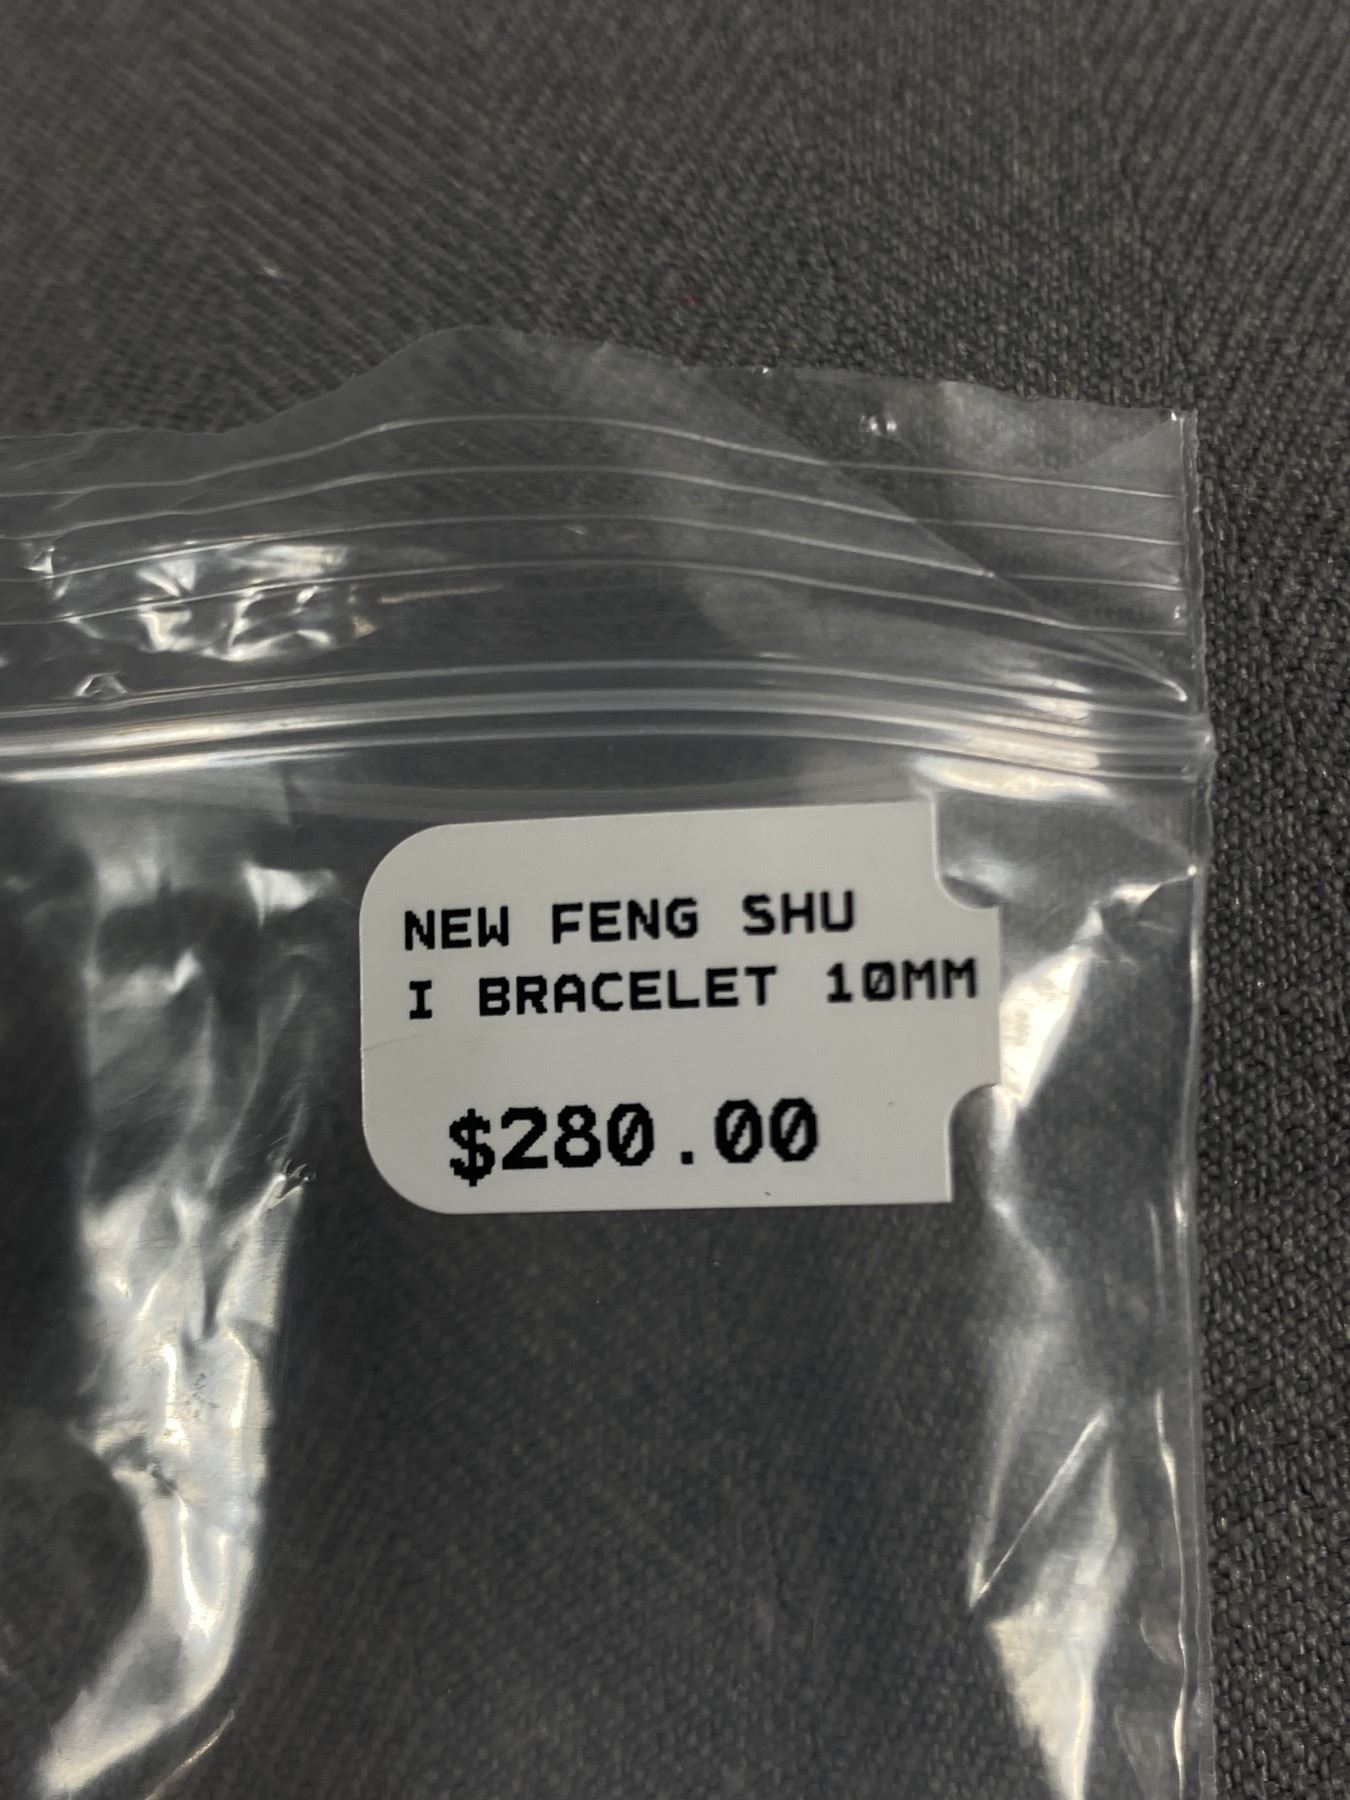 NEW FENG SHU
I BRACELET 10MM
$280.00